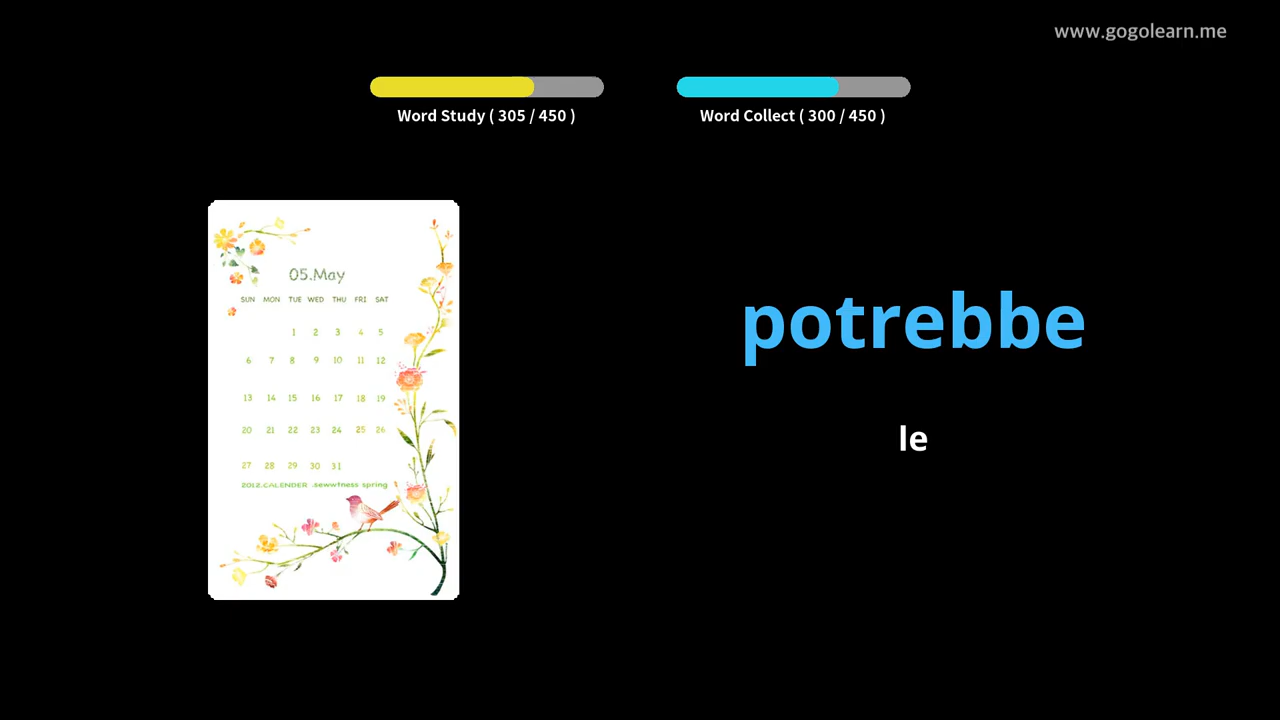 www.gogolearn.me
Word Study ( 305 / 450 )
Word Collect ( 300 / 450 )
05.May
SUN MON TUE WED THU FRI SAT
1 2 3 4 5
6 7 8 9 10 11 12
13 14 15 16 17 18 19
20 21 22 23 24 25 26
27 28 29 30 31
2012.CALENDER .sewwtness spring
potrebbe
le